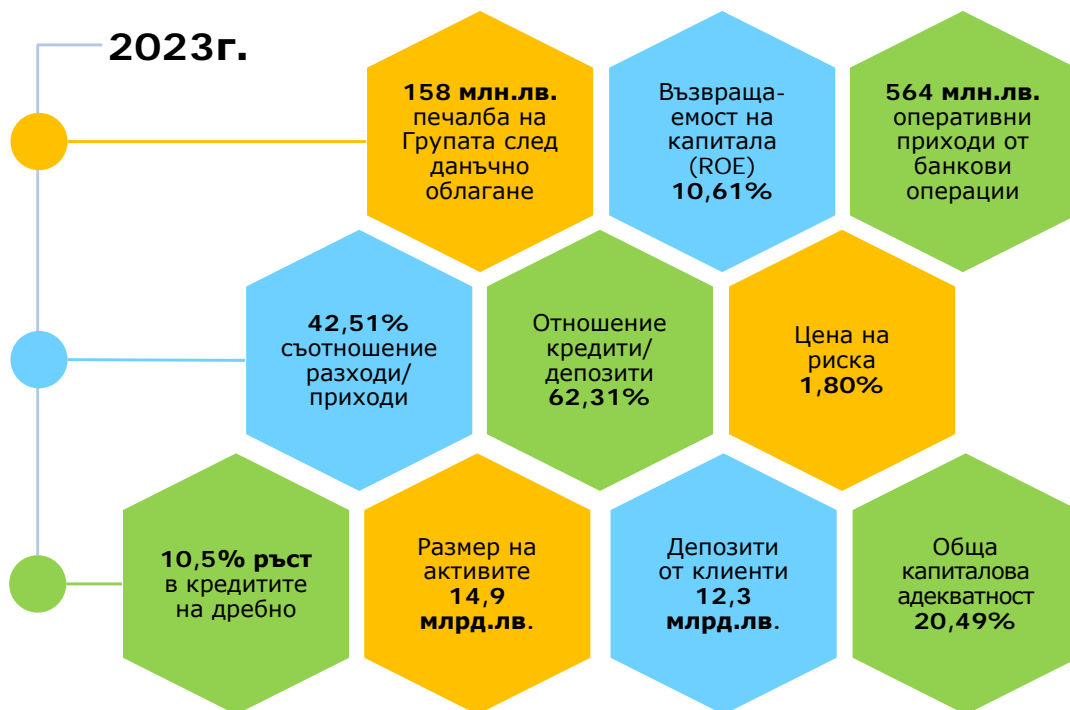 2023г.
158 млн.лв.
печалба на
Групата след
данъчно
облагане
Възвраща-
емост на
капитала
(ROE)
10,61%
564 млн.лв.
оперативни
приходи от
банкови
операции
42,51%
съотношение
разходи/
приходи
Отношение
кредити/
депозити
62,31%
Цена на
риска
1,80%
10,5% ръст
в кредитите
на дребно
Размер на
активите
14,9
млрд.лв.
Депозити
от клиенти
12,3
млрд.лв.
Обща
капиталова
адекватност
20,49%